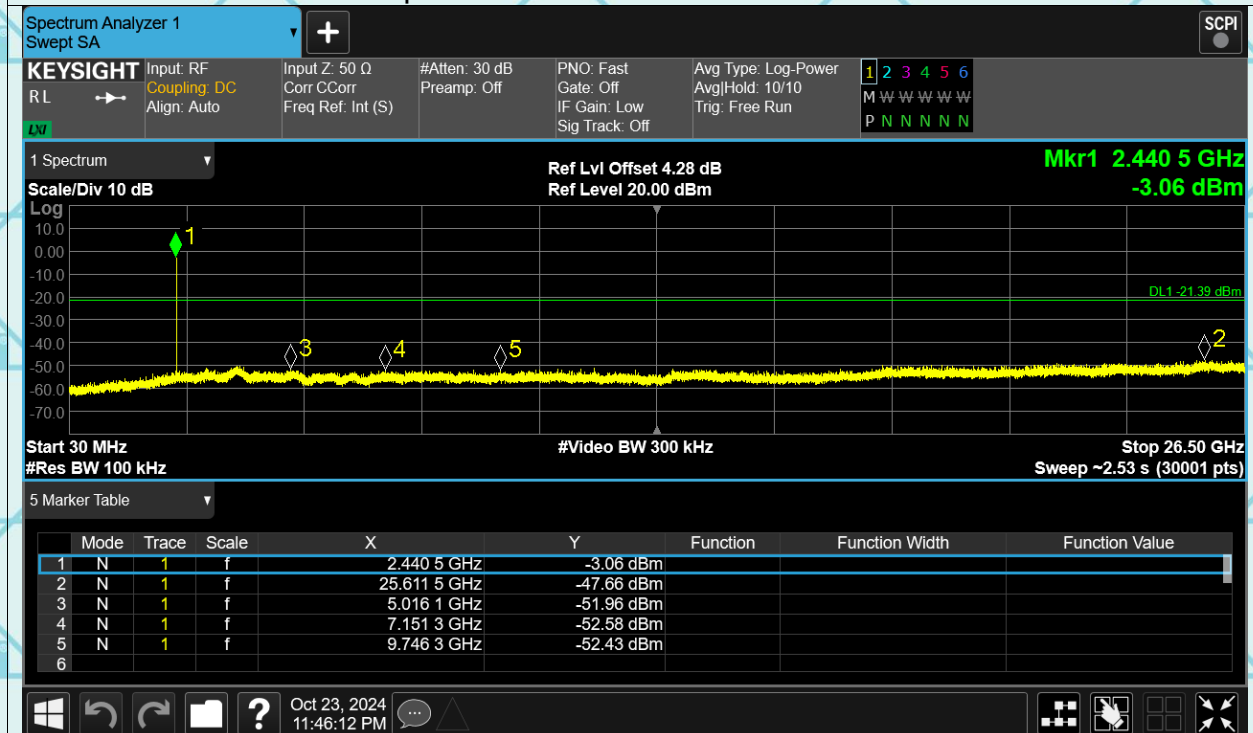 Spectrum Analyzer 1
Swept SA
+
SCPI
KEYSIGHT
RL
LXI
Input: RF
Coupling: DC
Align: Auto
Input Z: 50 Ω
Corr CCorr
Freq Ref: Int (S)
#Atten: 30 dB
Preamp: Off
PNO: Fast
Gate: Off
IF Gain: Low
Sig Track: Off
Avg Type: Log-Power
Avg|Hold: 10/10
Trig: Free Run
1 2 3 4 5 6
M W W W W W
P N N N N N
1 Spectrum
Scale/Div 10 dB
Ref Lvl Offset 4.28 dB
Ref Level 20.00 dBm
Mkr1 2.440 5 GHz
-3.06 dBm
Log
10.0
0.00
-10.0
-20.0
-30.0
-40.0
-50.0
-60.0
-70.0
1
DL1 -21.39 dBm
3
4
5
2
Start 30 MHz
#Video BW 300 kHz
Stop 26.50 GHz
#Res BW 100 kHz
Sweep ~2.53 s (30001 pts)
5 Marker Table
Mode Trace Scale X Y Function Function Width Function Value
1 N 1 f 2.440 5 GHz -3.06 dBm
2 N 1 f 25.611 5 GHz -47.66 dBm
3 N 1 f 5.016 1 GHz -51.96 dBm
4 N 1 f 7.151 3 GHz -52.58 dBm
5 N 1 f 9.746 3 GHz -52.43 dBm
6
?
Oct 23, 2024
11:46:12 PM